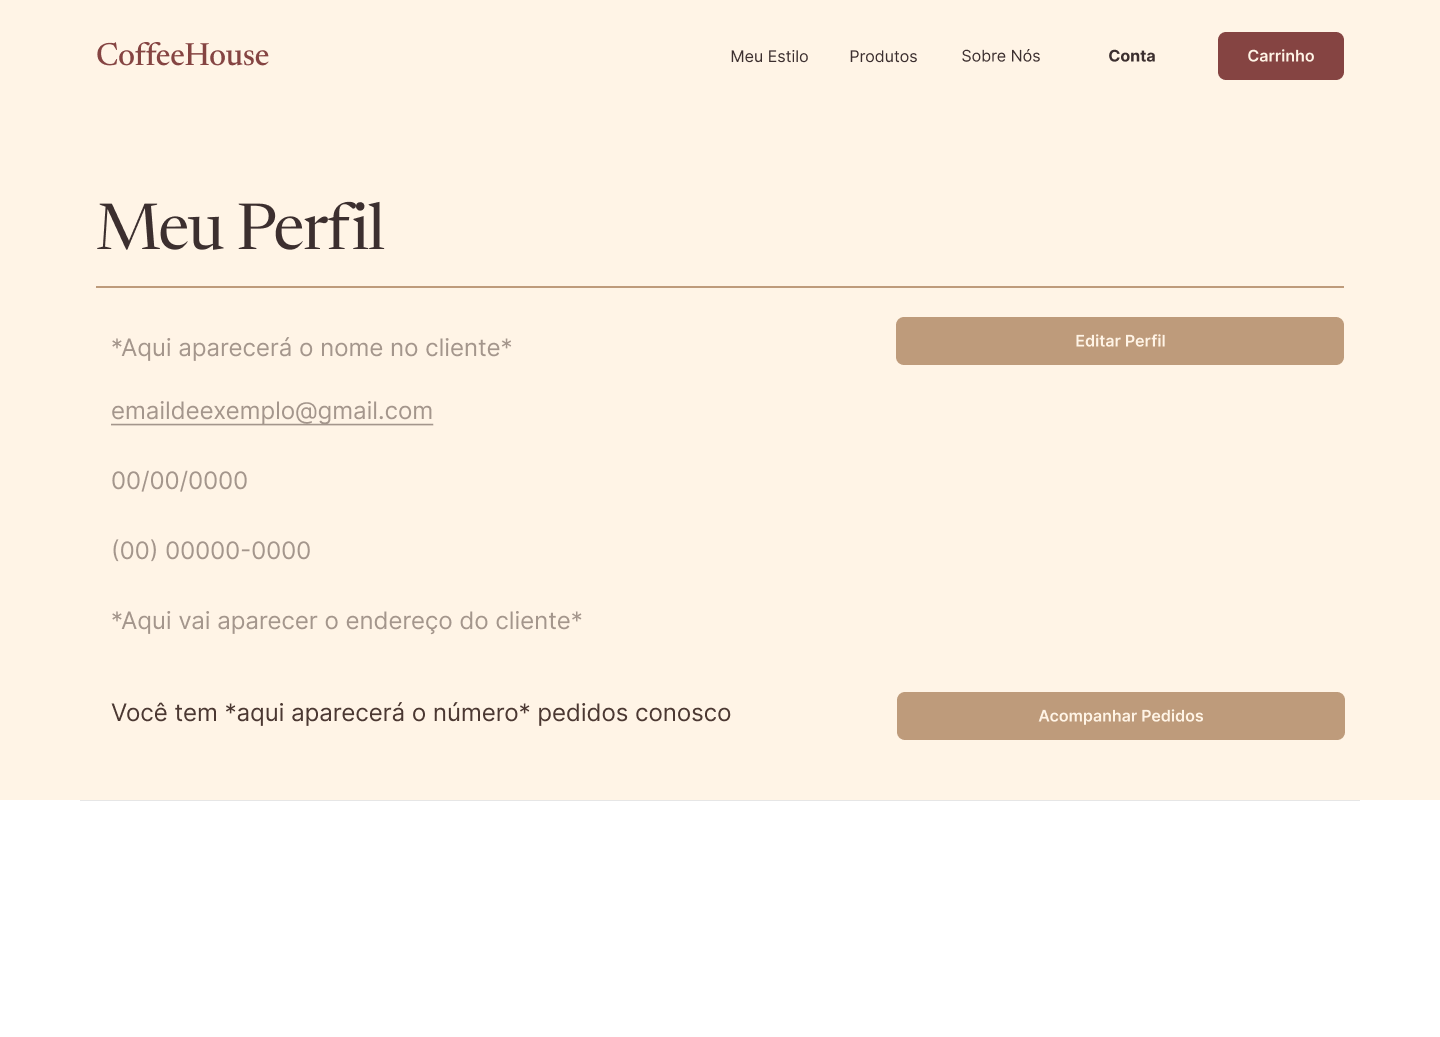 CoffeeHouse
Meu Estilo
Produtos
Sobre Nós
Conta
Carrinho
Meu Perfil
*Aqui aparecerá o nome no cliente*
Editar Perfil
emaildeexemplo@gmail.com
00/00/0000
(00) 00000-0000
*Aqui vai aparecer o endereço do cliente*
Você tem *aqui aparecerá o número* pedidos conosco
Acompanhar Pedidos